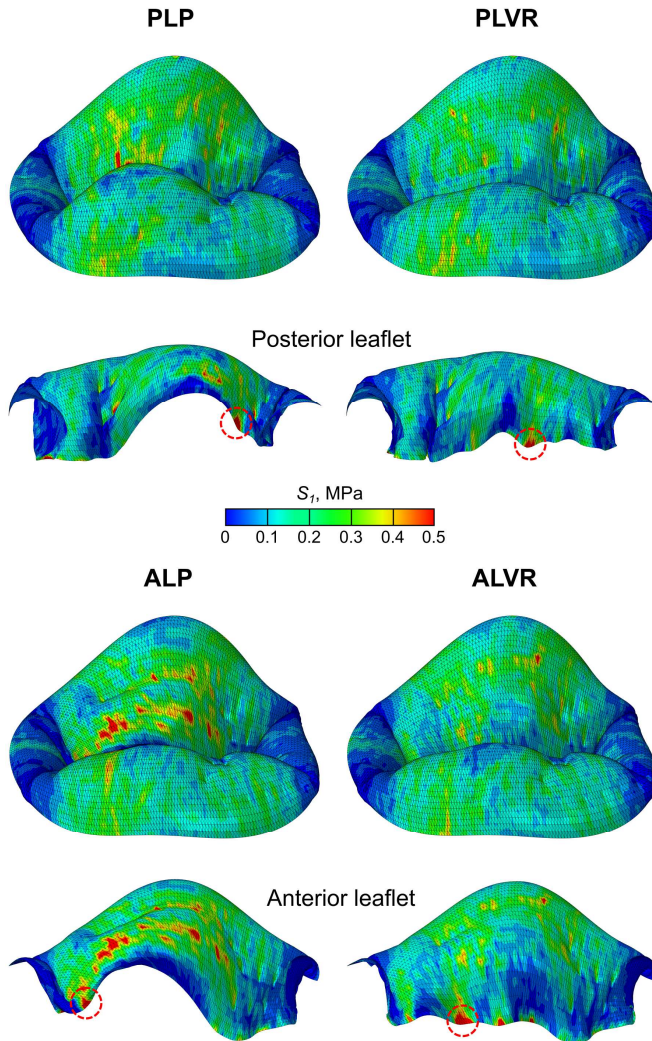 PLP PLVR
Posterior leaflet
S₁, MPa
0 0.1 0.2 0.3 0.4 0.5
ALP ALVR
Anterior leaflet